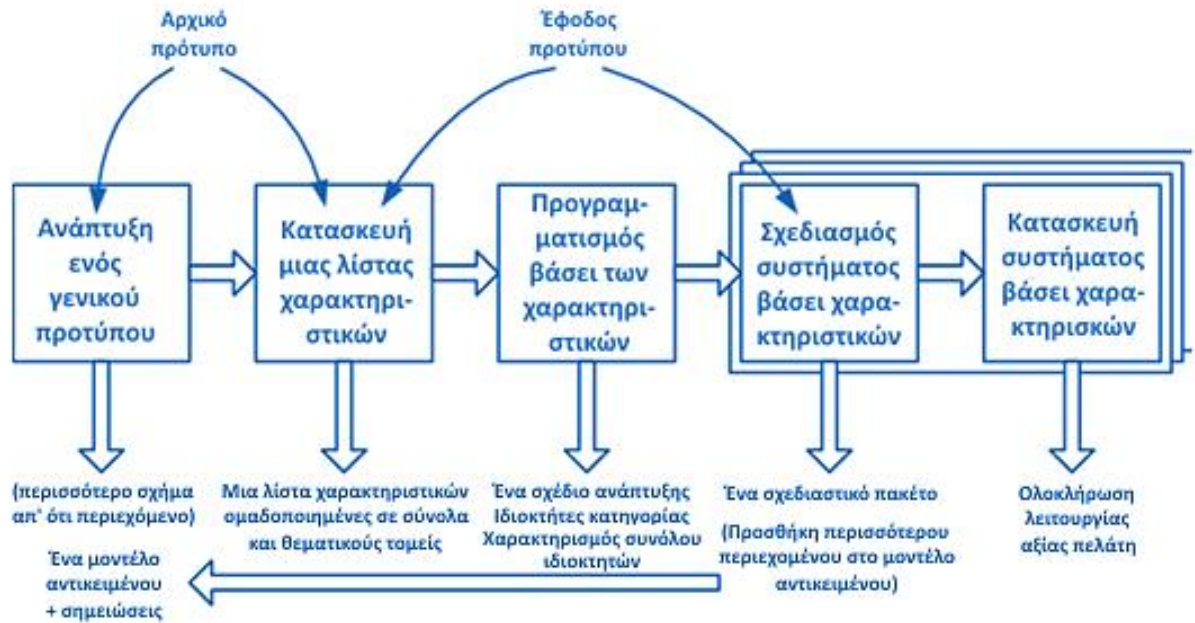 Αρχικό
πρότυπο
Έφοδος
προτύπου
Ανάπτυξη
ενός
γενικού
προτύπου
Κατασκευή
μιας λίστας
χαρακτηρι-
στικών
Προγραμ-
ματισμός
βάσει των
χαρακτηρι-
στικών
Σχεδιασμός
συστήματος
βάσει χαρα-
κτηριστικών
Κατασκευή
συστήματος
βάσει χαρα-
κτηρισκών
(περισσότερο σχήμα
απ' ότι περιεχόμενο)
Ένα μοντέλο
αντικειμένου
+ σημειώσεις
Μια λίστα χαρακτηριστικών
ομαδοποιημένες σε σύνολα
και θεματικούς τομείς
Ένα σχέδιο ανάπτυξης
Ιδιοκτήτες κατηγορίας
Χαρακτηρισμός συνόλου
ιδιοκτητών
Ένα σχεδιαστικό πακέτο
(Προσθήκη περισσότερου
περιεχομένου στο μοντέλο
αντικειμένου)
Ολοκλήρωση
λειτουργίας
αξίας πελάτη